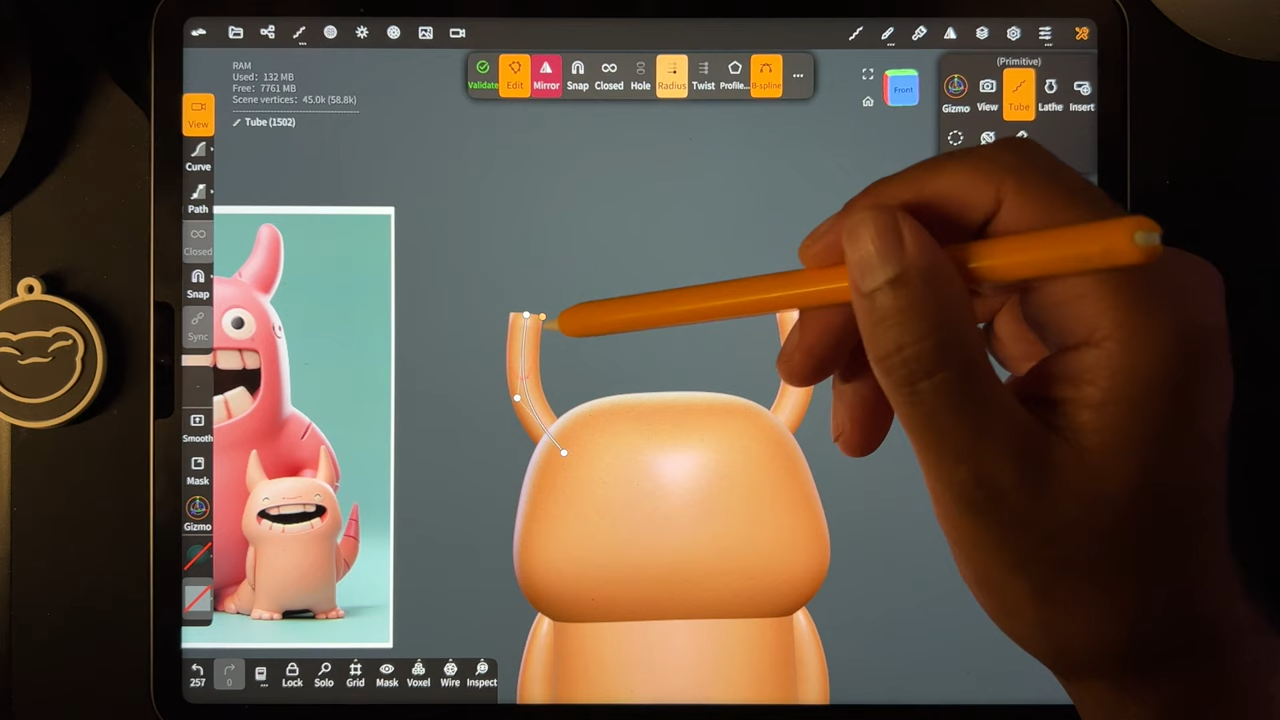 RAM
Used: 132 MB
Free: 7761 MB
Scene vertices: 45.0k (58.8k)
Tube (1502)
Validate Edit Mirror Snap Closed Hole Radius Twist Profile... B-spline
Front
(Primitive)
Gizmo View Tube Lathe Insert
View
Curve
Path
Closed
Snap
Sync
Smooth
Mask
Gizmo
257 0 Lock Solo Grid Mask Voxel Wire Inspect